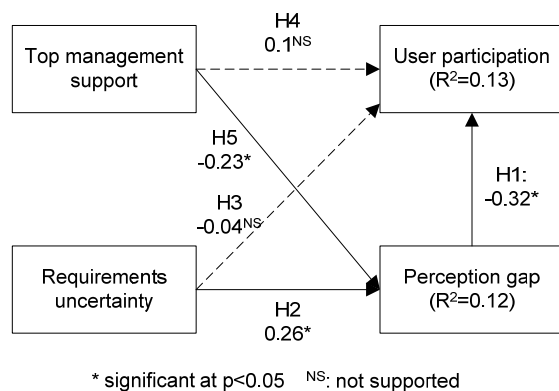 H4
0.1NS
Top management
support
User participation
(R2=0.13)
H5
-0.23*
H3
-0.04NS
H1:
-0.32*
Requirements
uncertainty
H2
0.26*
Perception gap
(R2=0.12)
* significant at p<0.05 NS: not supported